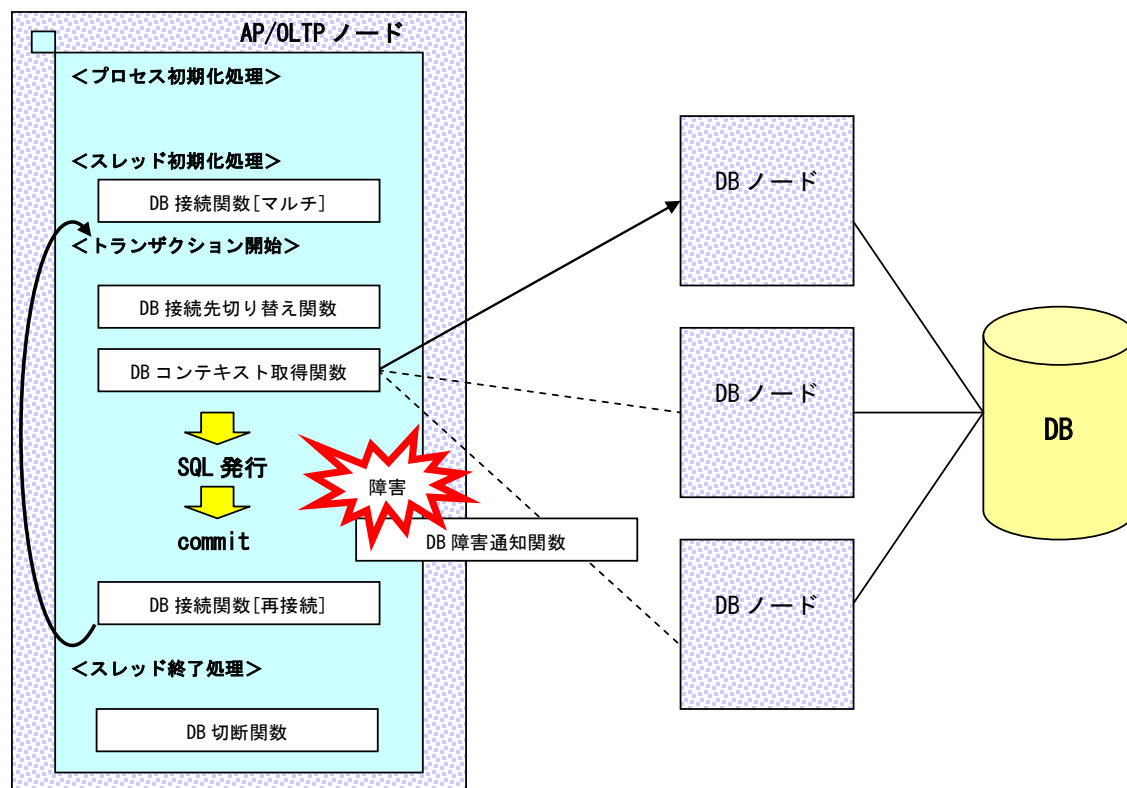 AP/OLTP ノード
<プロセス初期化処理>
<スレッド初期化処理>
DB 接続関数[マルチ]
<トランザクション開始>
DB 接続先切り替え関数
DB コンテキスト取得関数
SQL 発行
commit
障害
DB 障害通知関数
DB 接続関数[再接続]
<スレッド終了処理>
DB 切断関数
DB ノード
DB ノード
DB ノード
DB